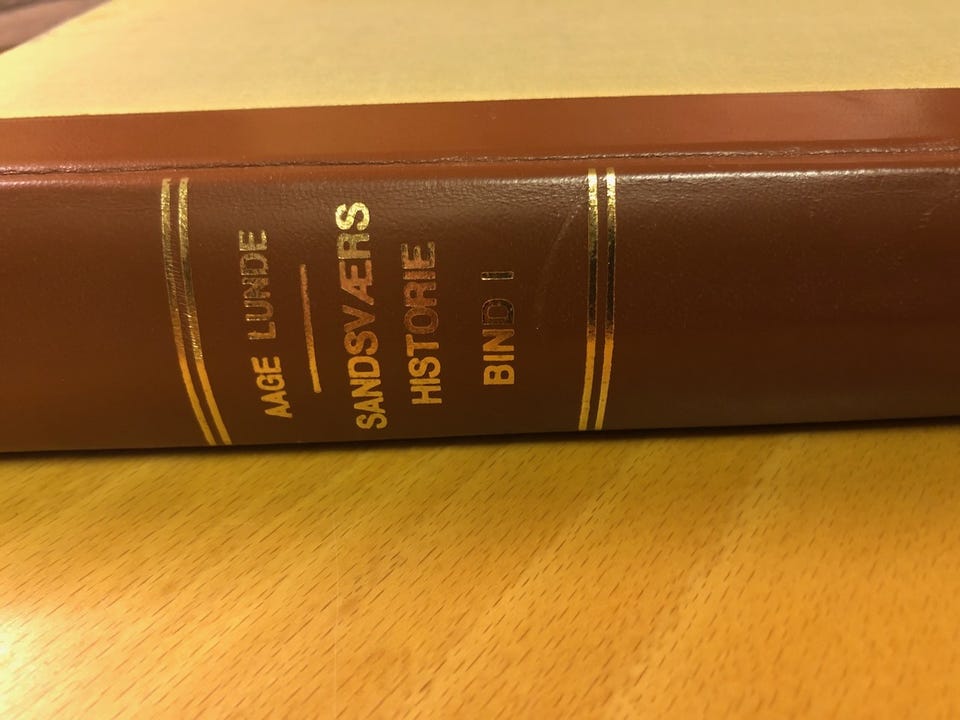 AAGE LUNDE
SANDSVÆRS
HISTORIE
BIND I